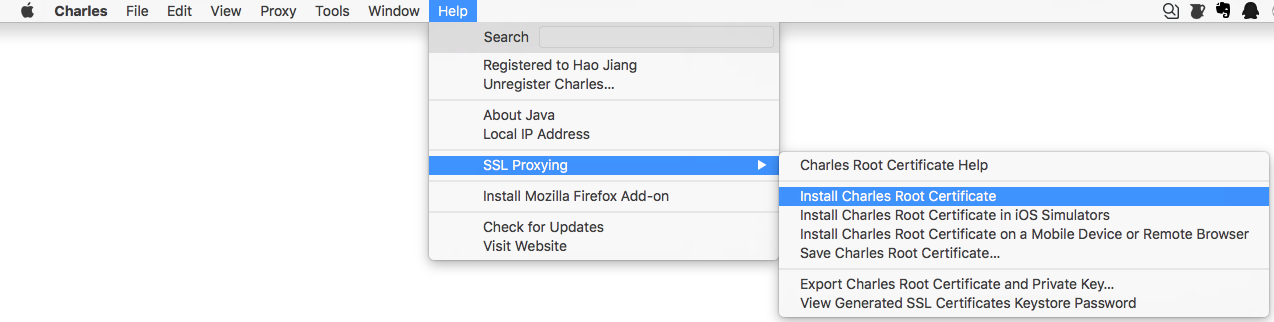 Charles File Edit View Proxy Tools Window Help
Search
Registered to Hao Jiang
Unregister Charles...
About Java
Local IP Address
SSL Proxying
Install Mozilla Firefox Add-on
Check for Updates
Visit Website
Charles Root Certificate Help
Install Charles Root Certificate
Install Charles Root Certificate in iOS Simulators
Install Charles Root Certificate on a Mobile Device or Remote Browser
Save Charles Root Certificate...
Export Charles Root Certificate and Private Key...
View Generated SSL Certificates Keystore Password